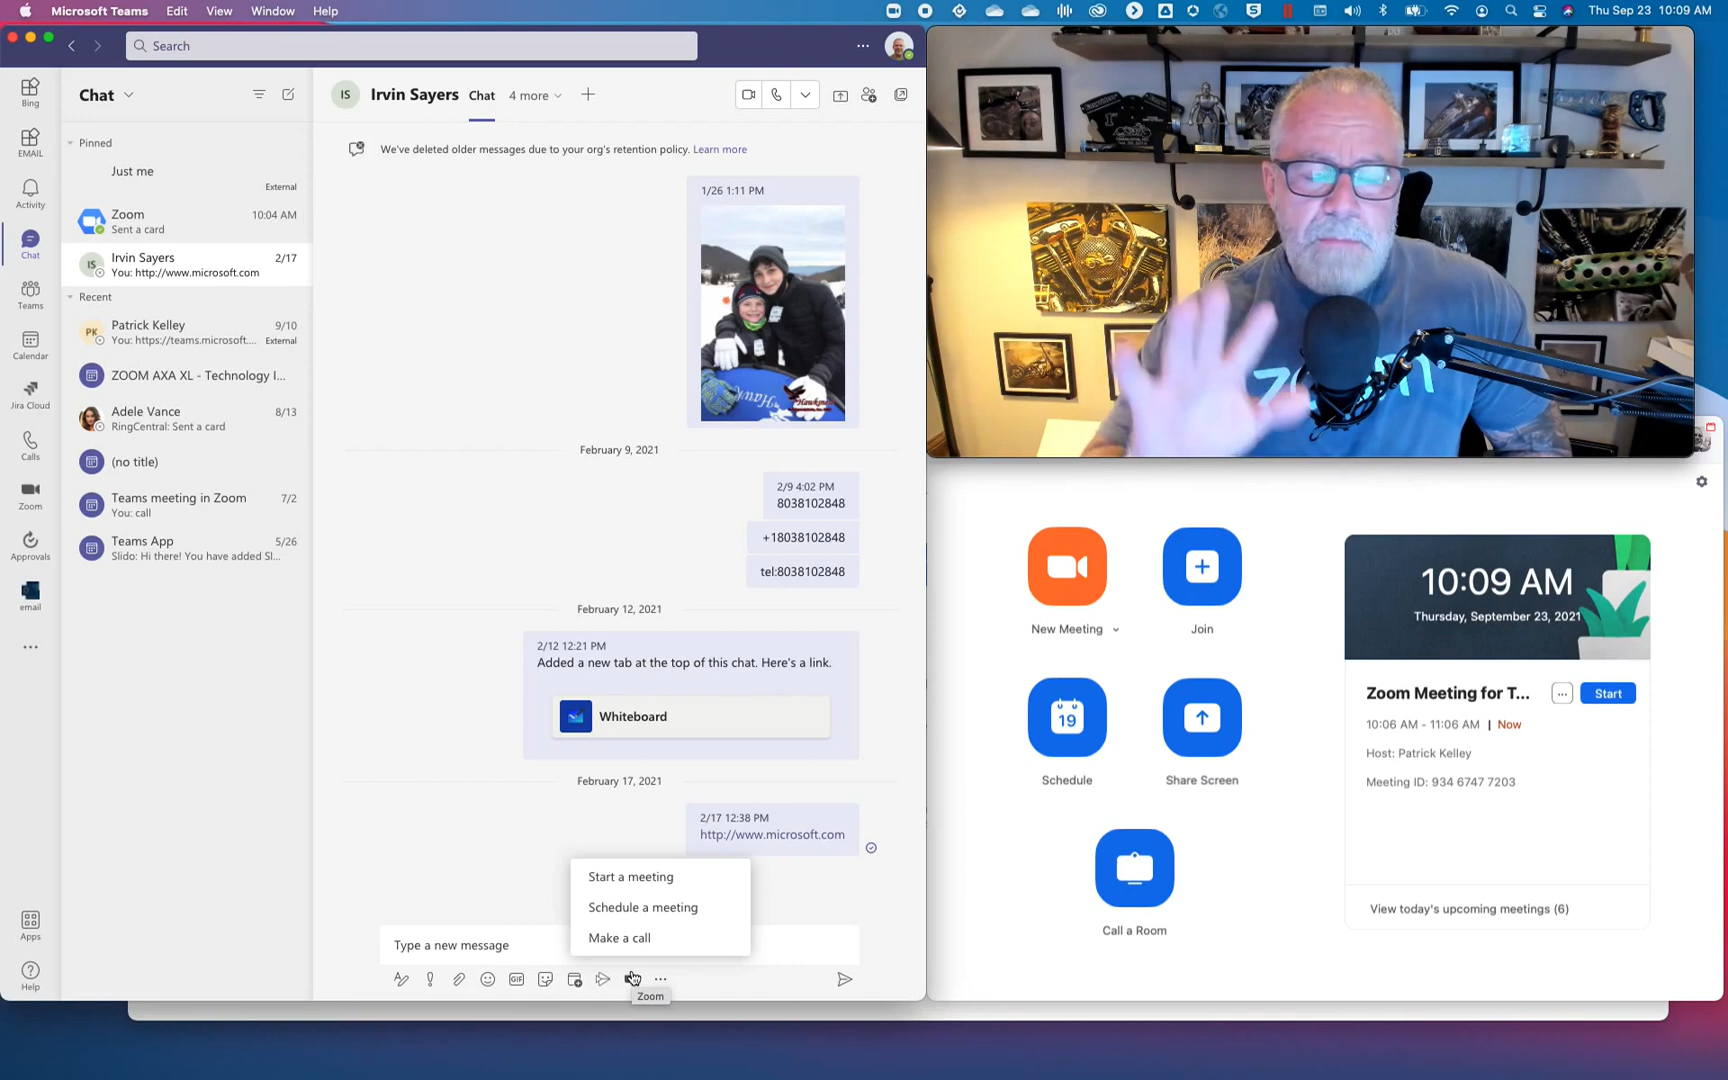 Microsoft Teams Edit View Window Help
Thu Sep 23 10:09 AM
Search
Bing
EMAIL
Activity
Chat
Teams
Calendar
Jira Cloud
Calls
Zoom
Approvals
email
Apps
Help
Chat
Pinned
Just me
External
Zoom 10:04 AM
Sent a card
IS Irvin Sayers 2/17
You: http://www.microsoft.com
Recent
PK Patrick Kelley 9/10
You: https://teams.microsoft.... External
ZOOM AXA XL - Technology I...
Adele Vance 8/13
RingCentral: Sent a card
(no title)
Teams meeting in Zoom 7/2
You: call
Teams App 5/26
Slido: Hi there! You have added Sl...
IS Irvin Sayers Chat 4 more
We've deleted older messages due to your org's retention policy. Learn more
1/26 1:11 PM
February 9, 2021
2/9 4:02 PM
8038102848
+18038102848
tel:8038102848
February 12, 2021
2/12 12:21 PM
Added a new tab at the top of this chat. Here's a link.
Whiteboard
February 17, 2021
2/17 12:38 PM
http://www.microsoft.com
Start a meeting
Schedule a meeting
Make a call
Type a new message
GIF
Zoom
zoom
New Meeting
Join
19
Schedule
Share Screen
Call a Room
10:09 AM
Thursday, September 23, 2021
Zoom Meeting for T... ... Start
10:06 AM - 11:06 AM | Now
Host: Patrick Kelley
Meeting ID: 934 6747 7203
View today's upcoming meetings (6)